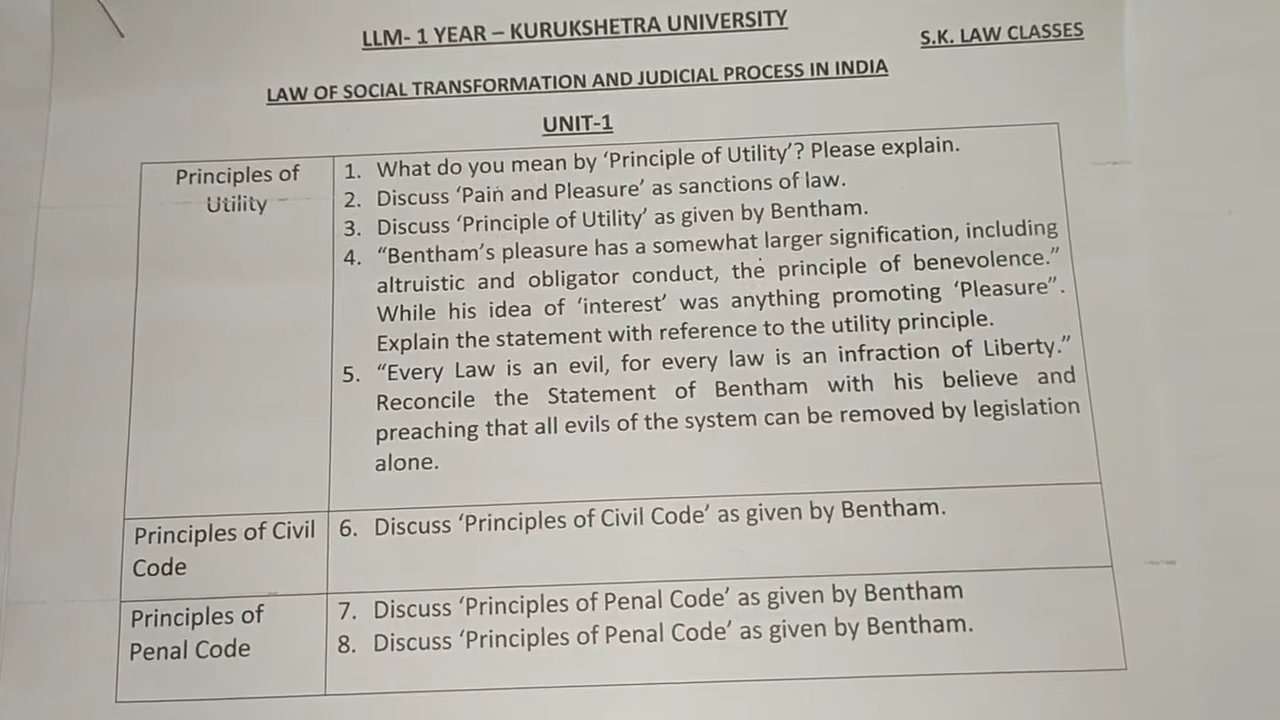 LLM- 1 YEAR – KURUKSHETRA UNIVERSITY
S.K. LAW CLASSES
LAW OF SOCIAL TRANSFORMATION AND JUDICIAL PROCESS IN INDIA
UNIT-1
Principles of
Utility
1. What do you mean by ‘Principle of Utility’? Please explain.
2. Discuss ‘Pain and Pleasure’ as sanctions of law.
3. Discuss ‘Principle of Utility’ as given by Bentham.
4. “Bentham’s pleasure has a somewhat larger signification, including
altruistic and obligator conduct, the principle of benevolence.”
While his idea of ‘interest’ was anything promoting ‘Pleasure”.
Explain the statement with reference to the utility principle.
5. “Every Law is an evil, for every law is an infraction of Liberty.”
Reconcile the Statement of Bentham with his believe and
preaching that all evils of the system can be removed by legislation
alone.
Principles of Civil
Code
6. Discuss ‘Principles of Civil Code’ as given by Bentham.
Principles of
Penal Code
7. Discuss ‘Principles of Penal Code’ as given by Bentham
8. Discuss ‘Principles of Penal Code’ as given by Bentham.